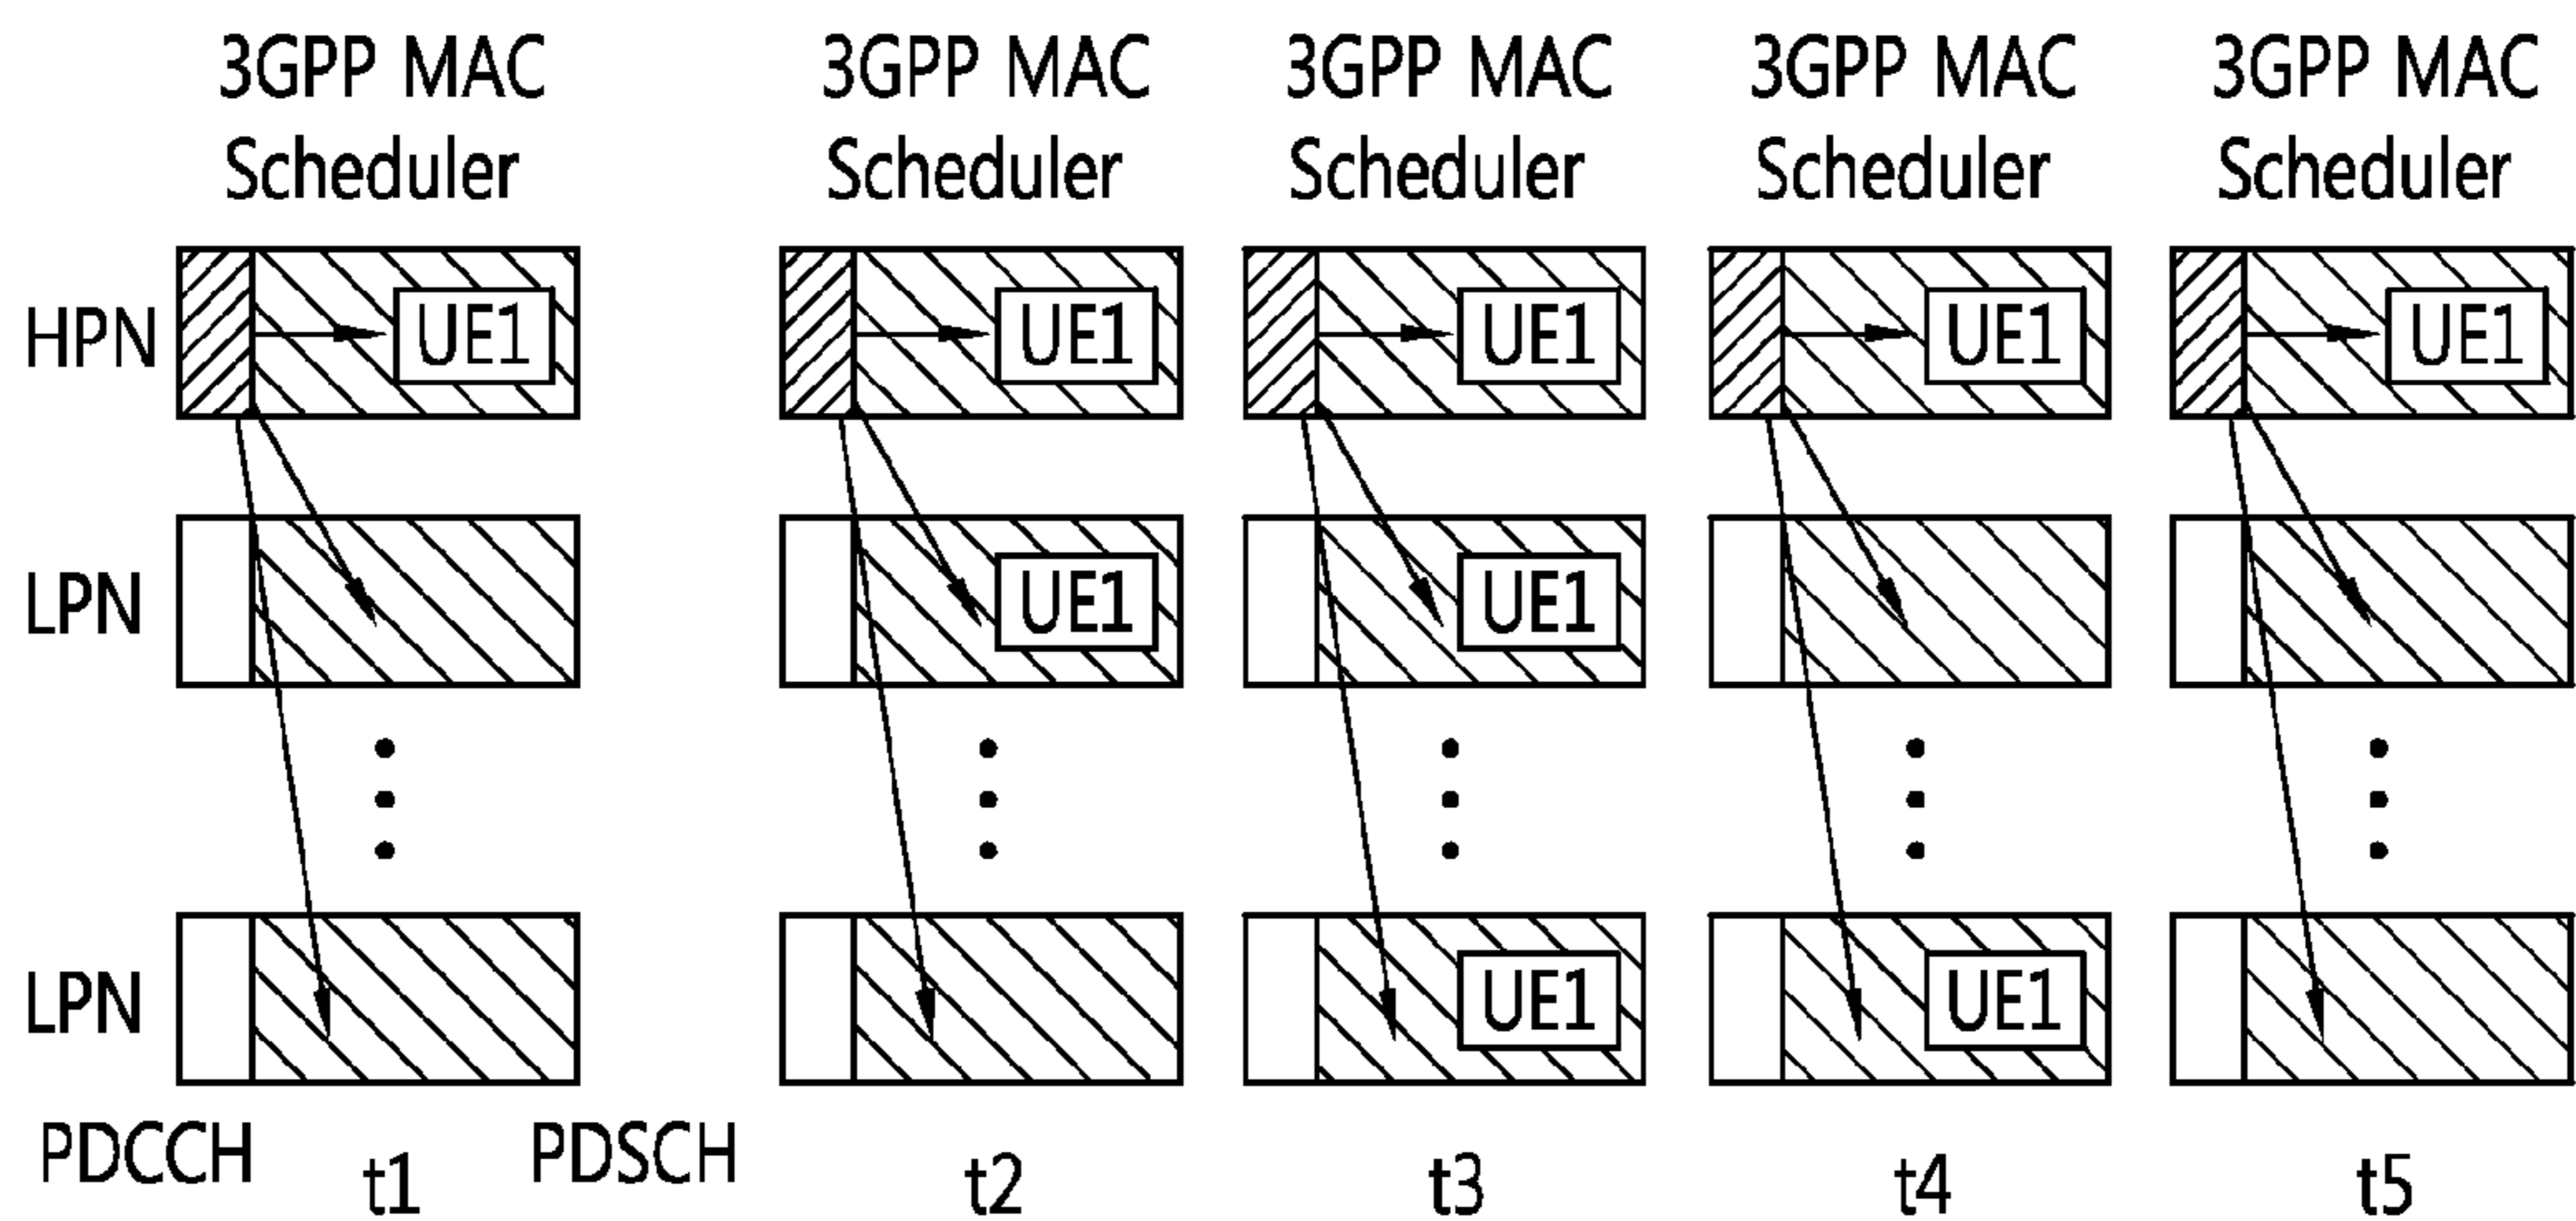 3GPP MAC 3GPP MAC 3GPP MAC 3GPP MAC 3GPP MAC
Scheduler Scheduler Scheduler Scheduler Scheduler
HPN UE1 UE1 UE1 UE1 UE1
LPN UE1 UE1
LPN UE1 UE1
PDCCH t1 PDSCH t2 t3 t4 t5